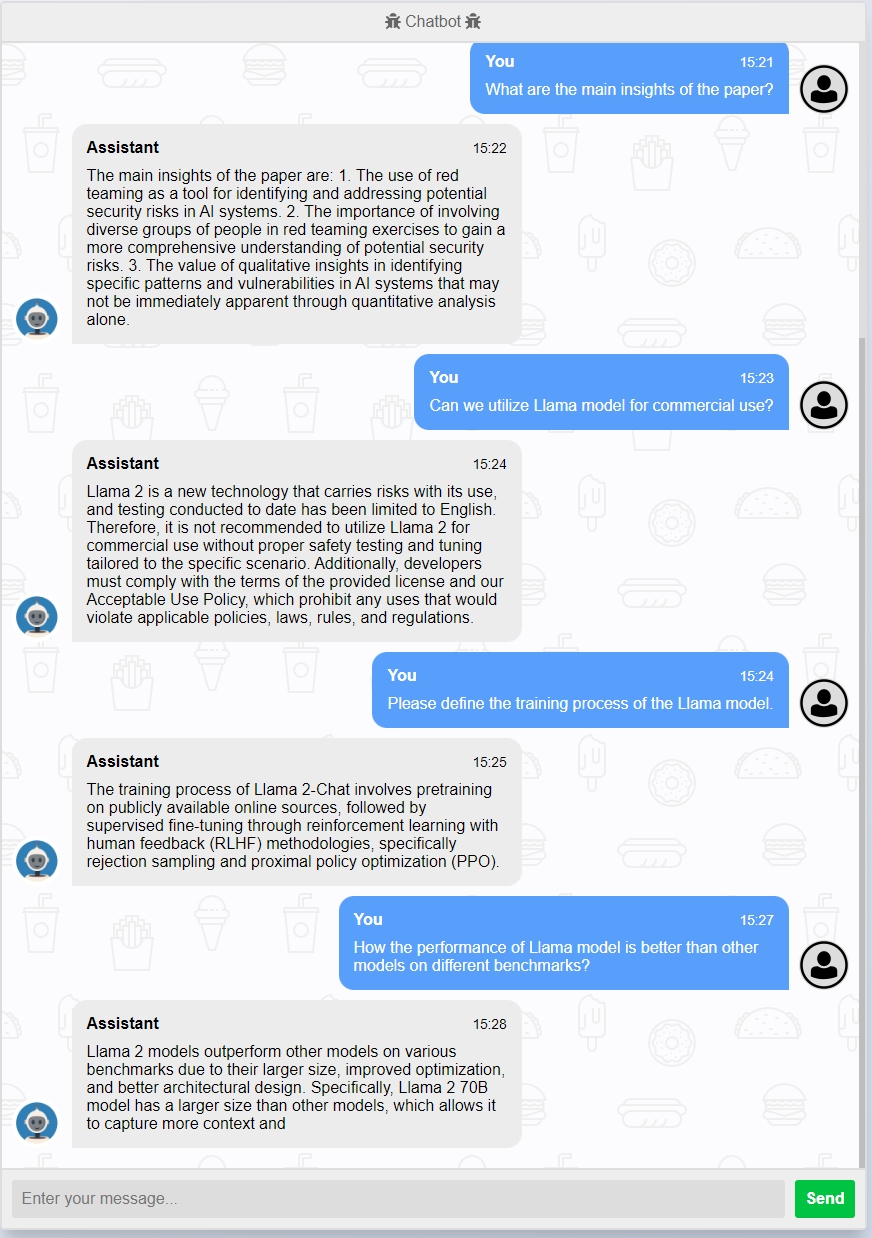 Chatbot
You 15:21
What are the main insights of the paper?
Assistant 15:22
The main insights of the paper are: 1. The use of red
teaming as a tool for identifying and addressing potential
security risks in AI systems. 2. The importance of involving
diverse groups of people in red teaming exercises to gain a
more comprehensive understanding of potential security
risks. 3. The value of qualitative insights in identifying
specific patterns and vulnerabilities in AI systems that may
not be immediately apparent through quantitative analysis
alone.
You 15:23
Can we utilize Llama model for commercial use?
Assistant 15:24
Llama 2 is a new technology that carries risks with its use,
and testing conducted to date has been limited to English.
Therefore, it is not recommended to utilize Llama 2 for
commercial use without proper safety testing and tuning
tailored to the specific scenario. Additionally, developers
must comply with the terms of the provided license and our
Acceptable Use Policy, which prohibit any uses that would
violate applicable policies, laws, rules, and regulations.
You 15:24
Please define the training process of the Llama model.
Assistant 15:25
The training process of Llama 2-Chat involves pretraining
on publicly available online sources, followed by
supervised fine-tuning through reinforcement learning with
human feedback (RLHF) methodologies, specifically
rejection sampling and proximal policy optimization (PPO).
You 15:27
How the performance of Llama model is better than other
models on different benchmarks?
Assistant 15:28
Llama 2 models outperform other models on various
benchmarks due to their larger size, improved optimization,
and better architectural design. Specifically, Llama 2 70B
model has a larger size than other models, which allows it
to capture more context and
Enter your message...
Send